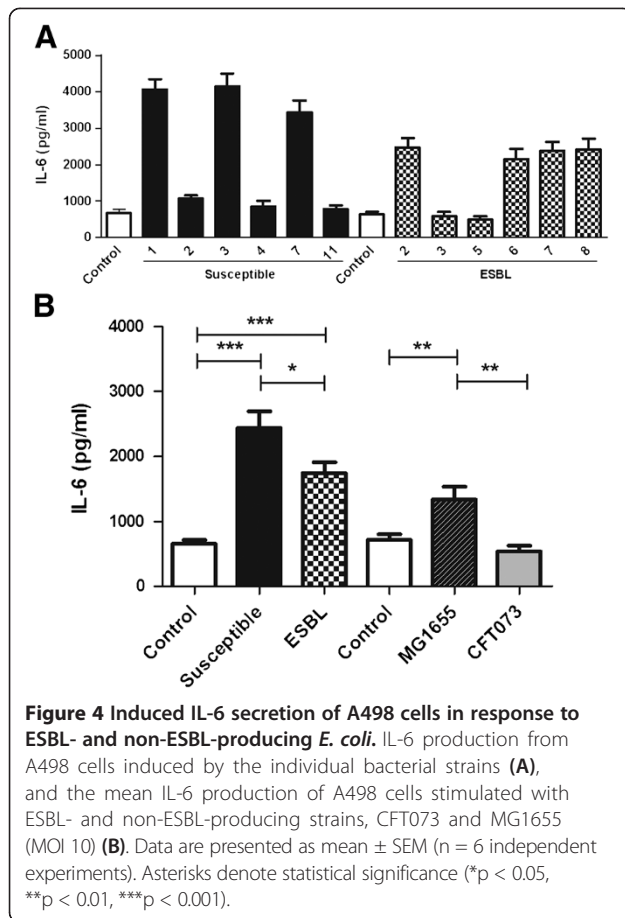 A
5000
4000
3000
2000
1000
0
IL-6 (pg/ml)
Control
1
2
3
4
7
11
Control
2
3
5
6
7
8
Susceptible
ESBL
B
4000
3000
2000
1000
0
IL-6 (pg/ml)
***
***
*
**
**
Control
Susceptible
ESBL
Control
MG1655
CFT073
Figure 4 Induced IL-6 secretion of A498 cells in response to
ESBL- and non-ESBL-producing E. coli. IL-6 production from
A498 cells induced by the individual bacterial strains (A),
and the mean IL-6 production of A498 cells stimulated with
ESBL- and non-ESBL-producing strains, CFT073 and MG1655
(MOI 10) (B). Data are presented as mean ± SEM (n = 6 independent
experiments). Asterisks denote statistical significance (*p < 0.05,
**p < 0.01, ***p < 0.001).